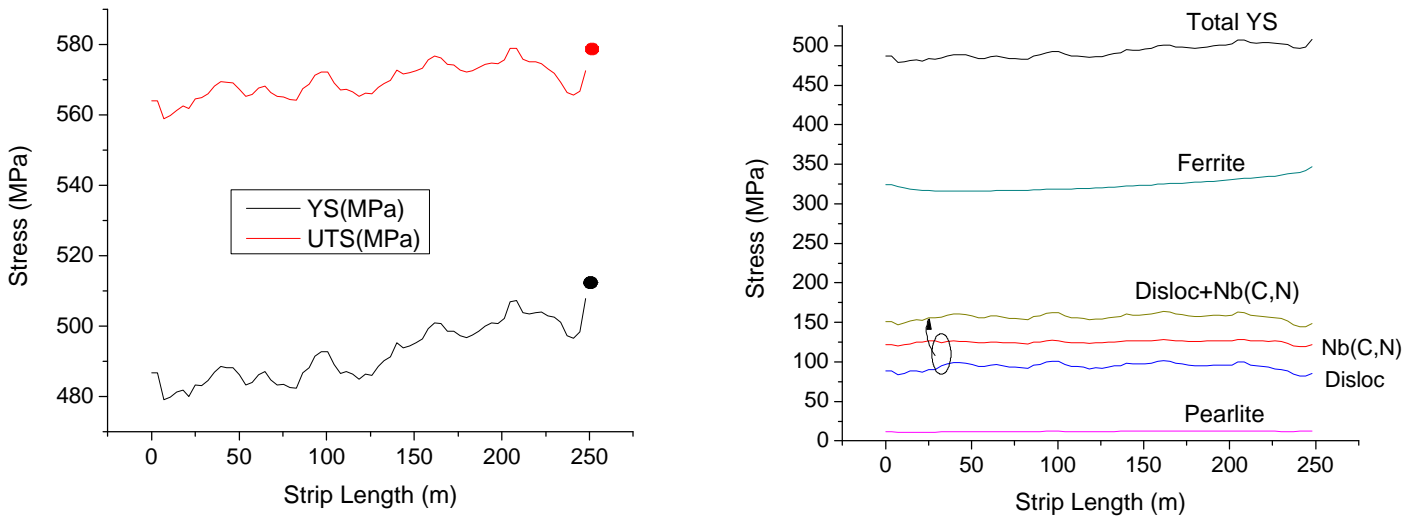 580
560
540
520
500
480
Stress (MPa)
YS(MPa)
UTS(MPa)
0 50 100 150 200 250
Strip Length (m)
Total YS
500
450
400
350
300
250
200
150
100
50
0
Stress (MPa)
Ferrite
Disloc+Nb(C,N)
Nb(C,N)
Disloc
Pearlite
0 50 100 150 200 250
Strip Length (m)